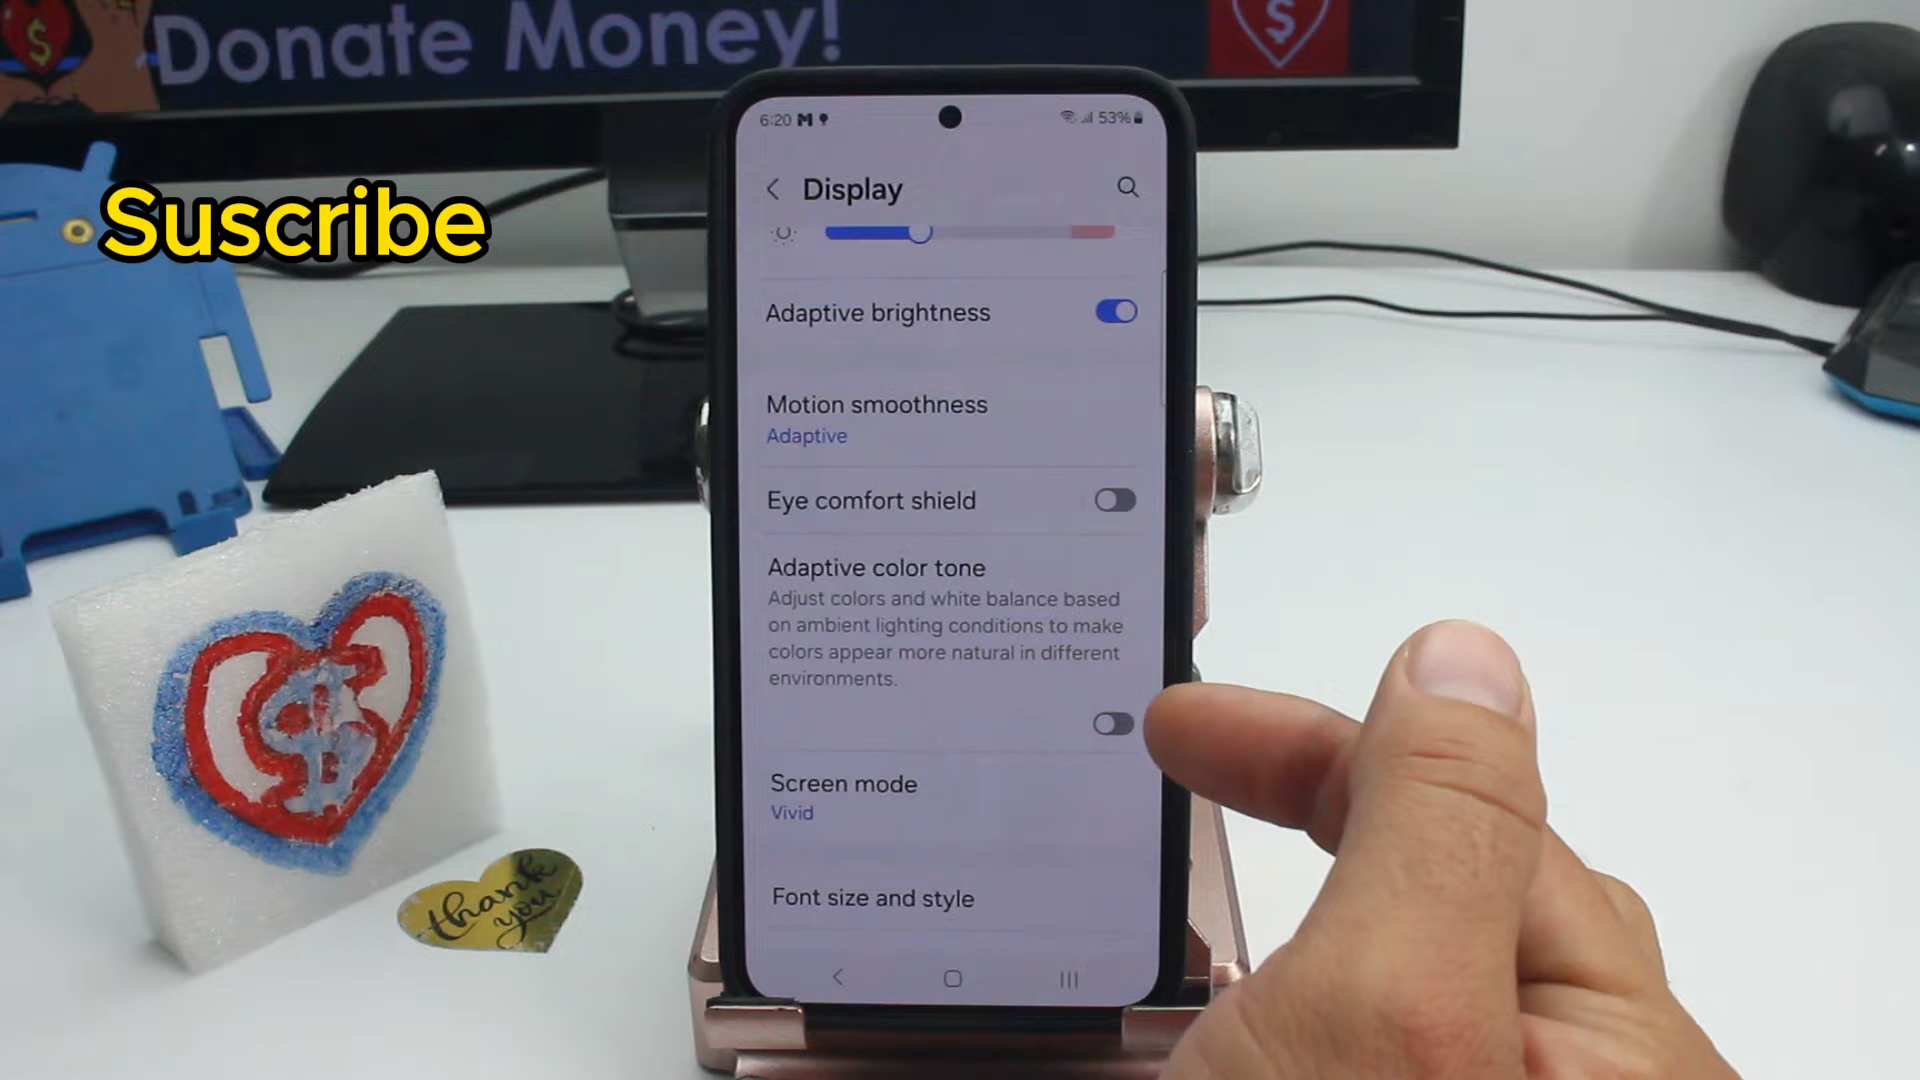 Donate Money!
$
$
Suscribe
6:20
53%
Display
Adaptive brightness
Motion smoothness
Adaptive
Eye comfort shield
Adaptive color tone
Adjust colors and white balance based
on ambient lighting conditions to make
colors appear more natural in different
environments.
Screen mode
Vivid
Font size and style
$
thank
you